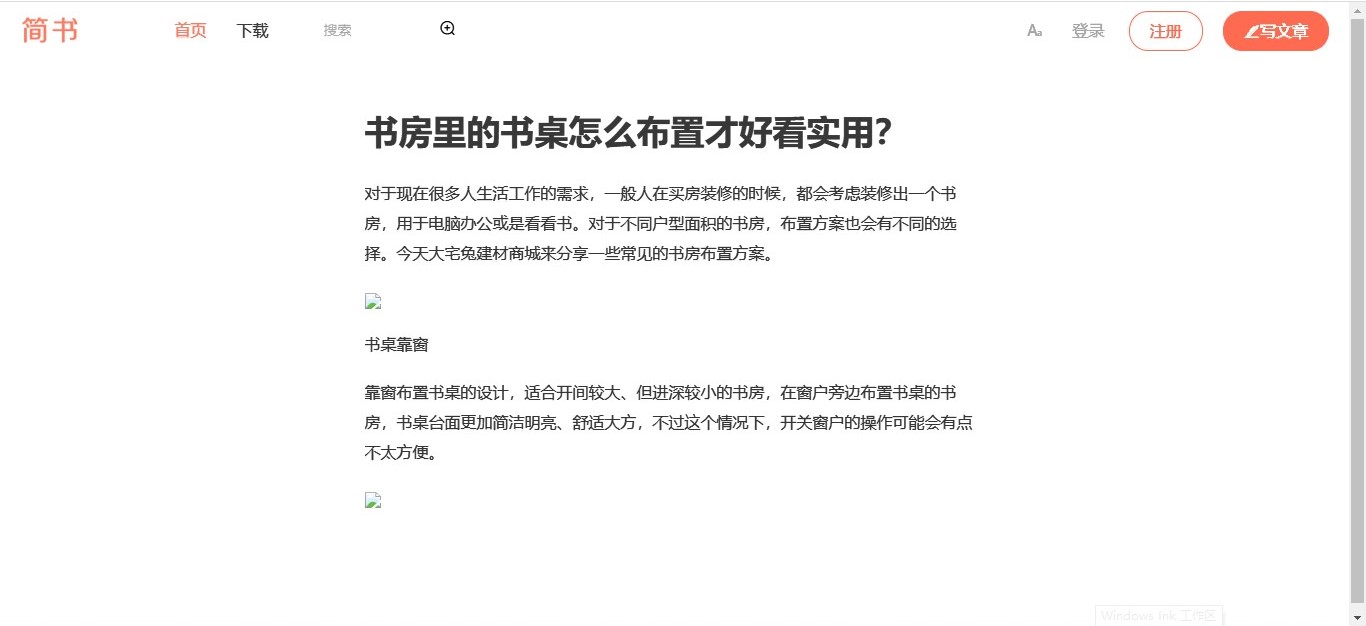 简书 首页 下载 搜索 Aa 登录 注册 写文章
书房里的书桌怎么布置才好看实用？
对于现在很多人生活工作的需求，一般人在买房装修的时候，都会考虑装修出一个书
房，用于电脑办公或是看看书。对于不同户型面积的书房，布置方案也会有不同的选
择。今天大宅兔建材商城来分享一些常见的书房布置方案。
书桌靠窗
靠窗布置书桌的设计，适合开间较大、但进深较小的书房，在窗户旁边布置书桌的书
房，书桌台面更加简洁明亮、舒适大方，不过这个情况下，开关窗户的操作可能会有点
不太方便。
Windows Ink 工作区